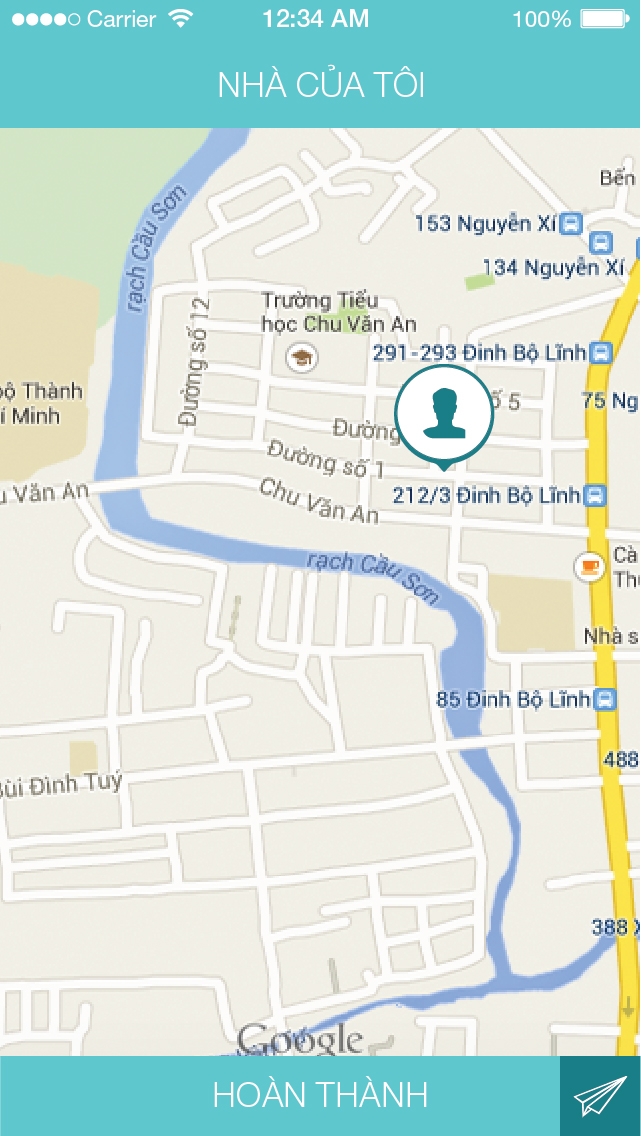 Carrier 12:34 AM 100%
NHÀ CỦA TÔI
Bến
rạch Cầu Sơn
153 Nguyễn Xí
134 Nguyễn Xí
Trường Tiểu
học Chu Văn An
Đường số 12
291-293 Đinh Bộ Lĩnh
bộ Thành
í Minh
ố 5
75 Ng
Đường
Đường số 1
u Văn An
Chu Văn An
212/3 Đinh Bộ Lĩnh
rạch Cầu Sơn
Cà
Thu
Nhà s
85 Đinh Bộ Lĩnh
488
Bùi Đình Tuý
388 X
Google
HOÀN THÀNH